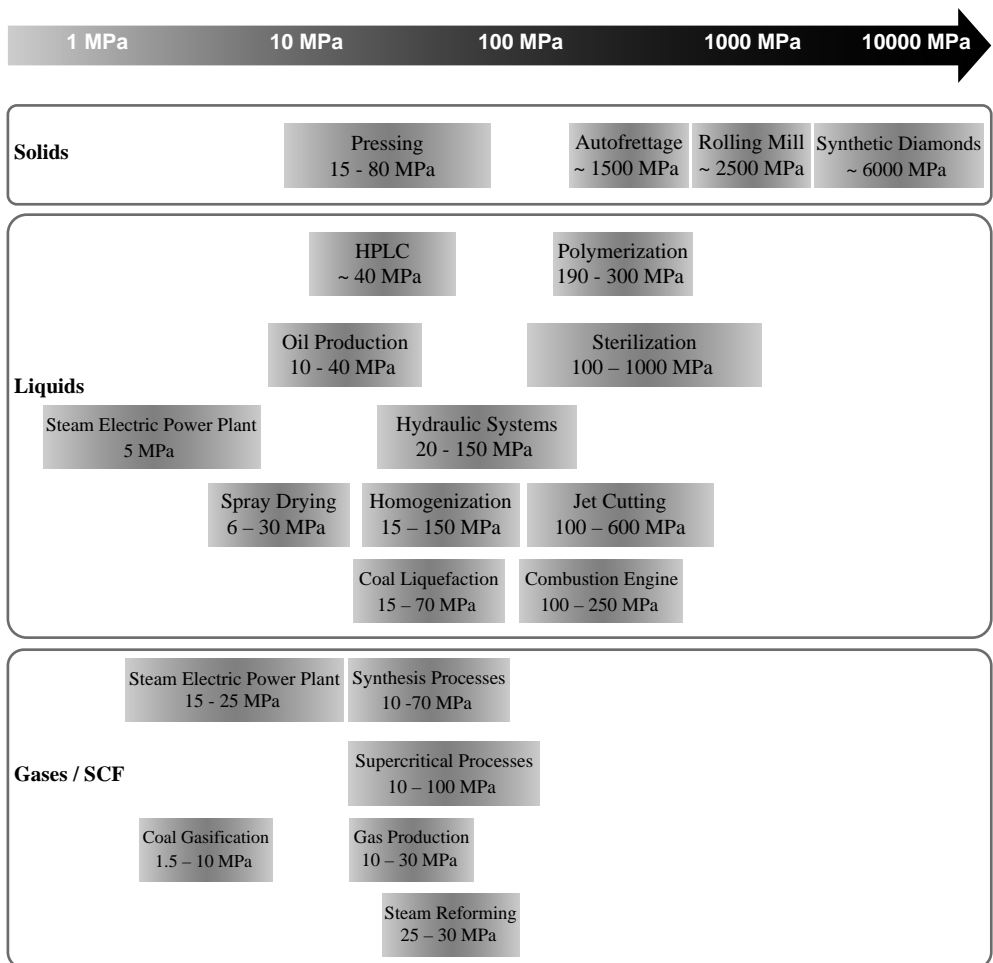 1 MPa 10 MPa 100 MPa 1000 MPa 10000 MPa
Solids
Pressing
15 - 80 MPa
Autofrettage
~ 1500 MPa
Rolling Mill
~ 2500 MPa
Synthetic Diamonds
~ 6000 MPa
Liquids
HPLC
~ 40 MPa
Polymerization
190 - 300 MPa
Oil Production
10 - 40 MPa
Sterilization
100 – 1000 MPa
Steam Electric Power Plant
5 MPa
Hydraulic Systems
20 - 150 MPa
Spray Drying
6 – 30 MPa
Homogenization
15 – 150 MPa
Jet Cutting
100 – 600 MPa
Coal Liquefaction
15 – 70 MPa
Combustion Engine
100 – 250 MPa
Gases / SCF
Steam Electric Power Plant
15 - 25 MPa
Synthesis Processes
10 -70 MPa
Supercritical Processes
10 – 100 MPa
Coal Gasification
1.5 – 10 MPa
Gas Production
10 – 30 MPa
Steam Reforming
25 – 30 MPa